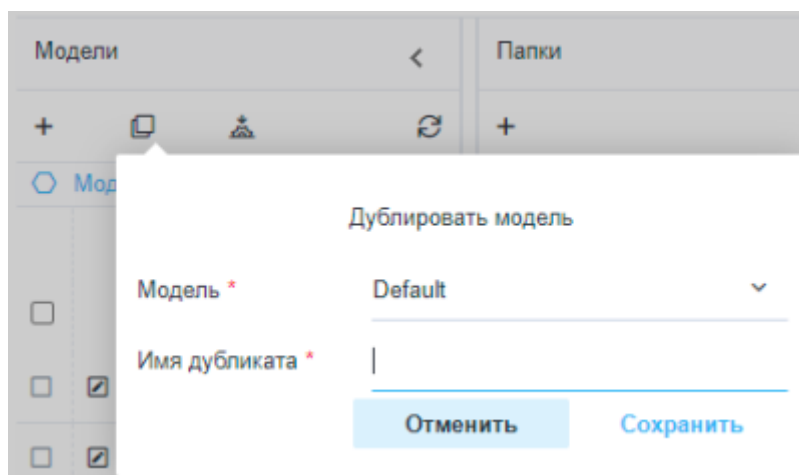 Модели
Папки
Дублировать модель
Модель * Default
Имя дубликата *
Отменить Сохранить